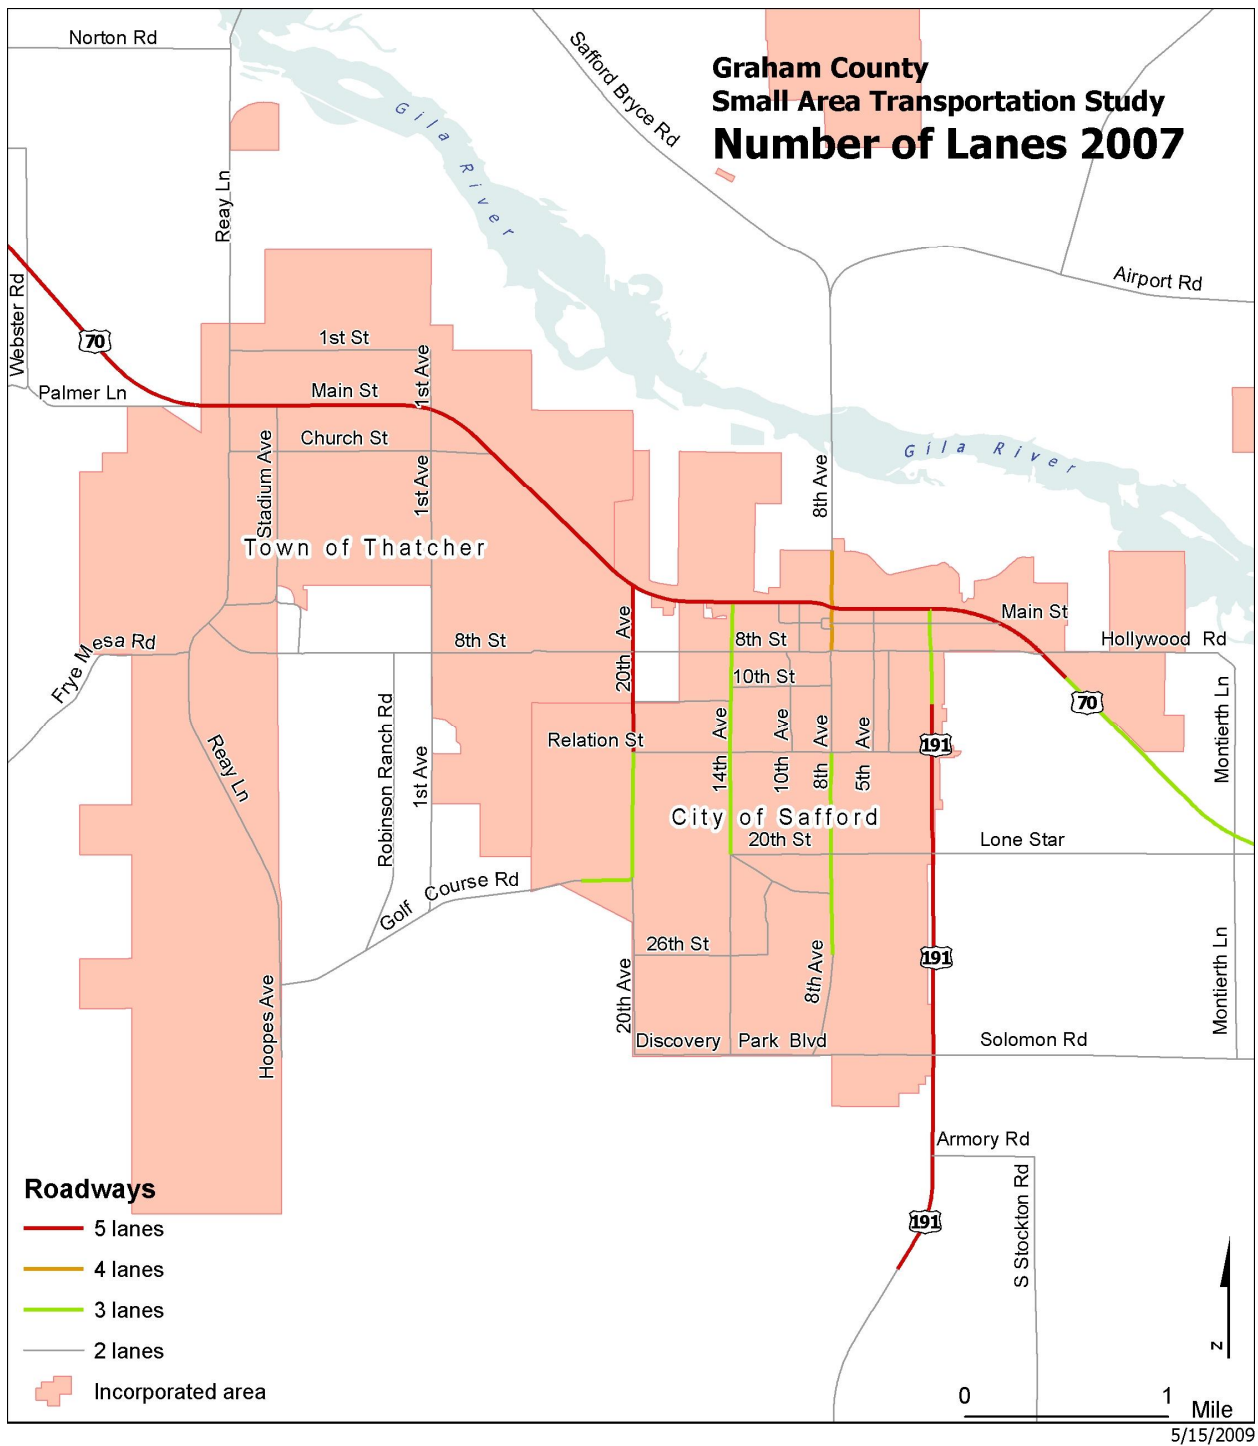 Norton Rd
Safford Bryce Rd
Graham County
Small Area Transportation Study
Number of Lanes 2007
Gila River
Reay Ln
Airport Rd
Webster Rd
70
1st St
1st Ave
Palmer Ln
Main St
Church St
Stadium Ave
1st Ave
8th Ave
Gila River
Town of Thatcher
Main St
Frye Mesa Rd
8th St
20th Ave
8th St
Hollywood Rd
10th St
70
Montierth Ln
Reay Ln
Robinson Ranch Rd
1st Ave
Relation St
14th Ave
10th Ave
8th Ave
5th Ave
191
City of Safford
20th St
Lone Star
Golf Course Rd
26th St
8th Ave
191
Montierth Ln
Hoopes Ave
20th Ave
Discovery Park Blvd
Solomon Rd
Armory Rd
S Stockton Rd
191
Roadways
5 lanes
4 lanes
3 lanes
2 lanes
Incorporated area
N
0 1
Mile
5/15/2009